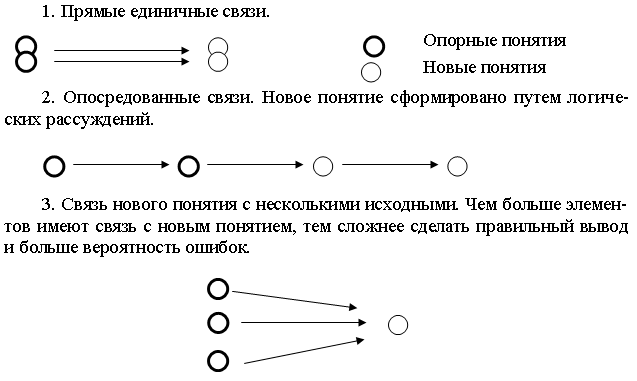 1. Прямые единичные связи.
Опорные понятия
Новые понятия
2. Опосредованные связи. Новое понятие сформировано путем логиче-
ских рассуждений.
3. Связь нового понятия с несколькими исходными. Чем больше элемен-
тов имеют связь с новым понятием, тем сложнее сделать правильный вывод
и больше вероятность ошибок.